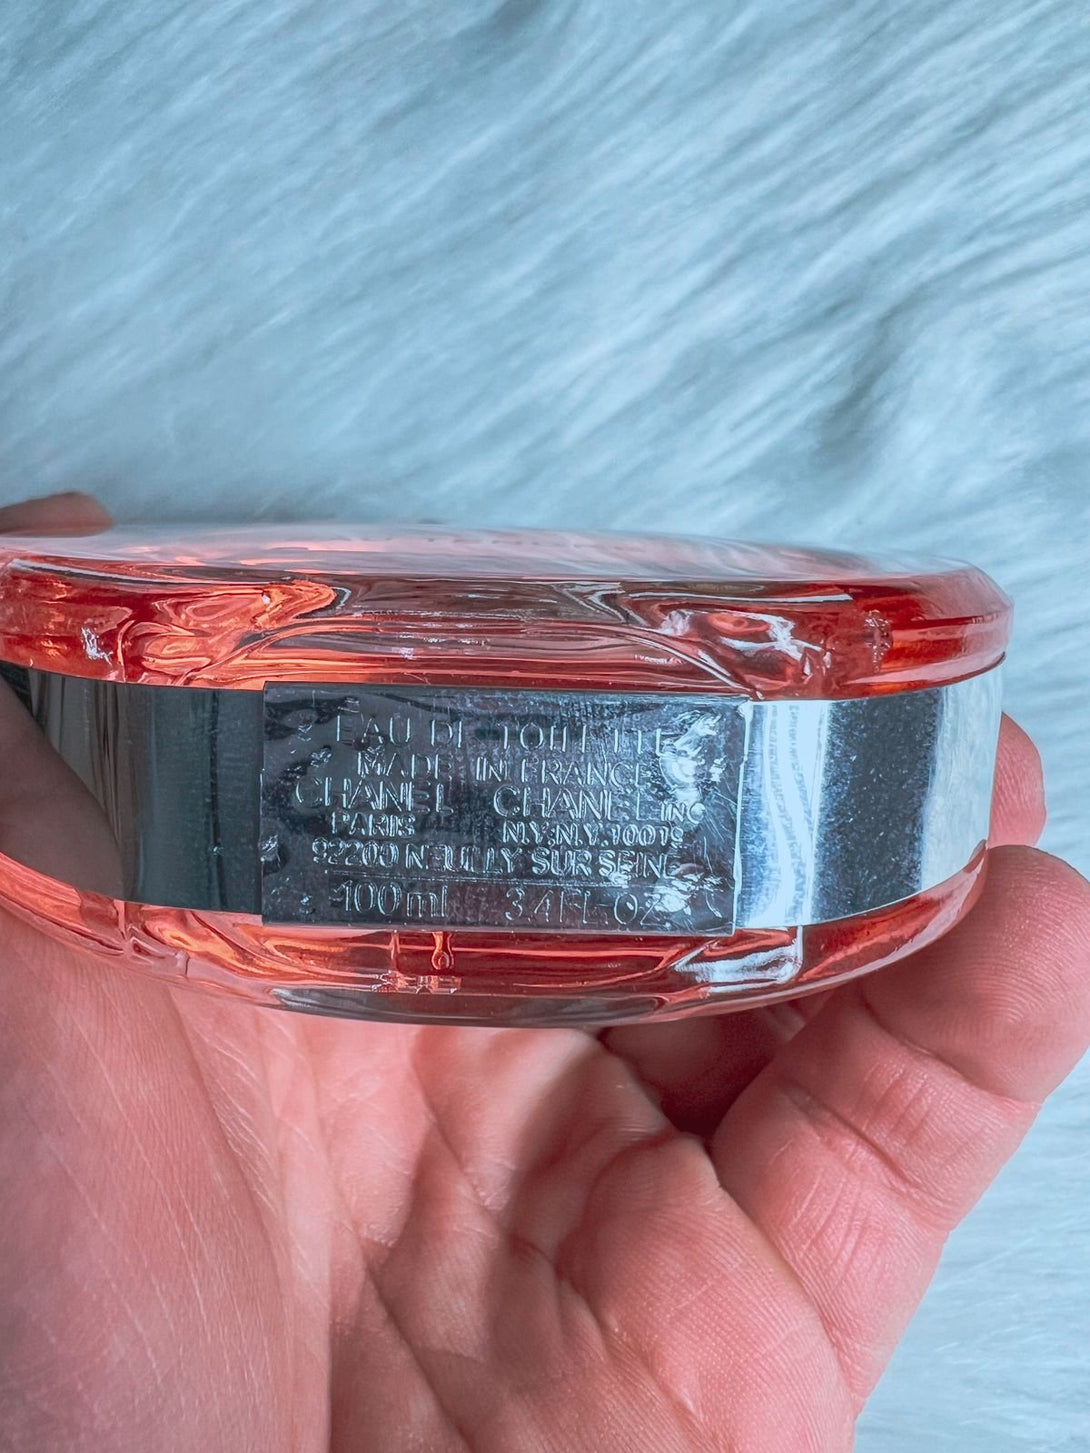 EAU DE TOILETTE
MADE IN FRANCE
CHANEL CHANEL INC
PARIS N.Y.N.Y.10019
92200 NEUILLY SUR SEINE
100 ml 3.4 FL.OZ